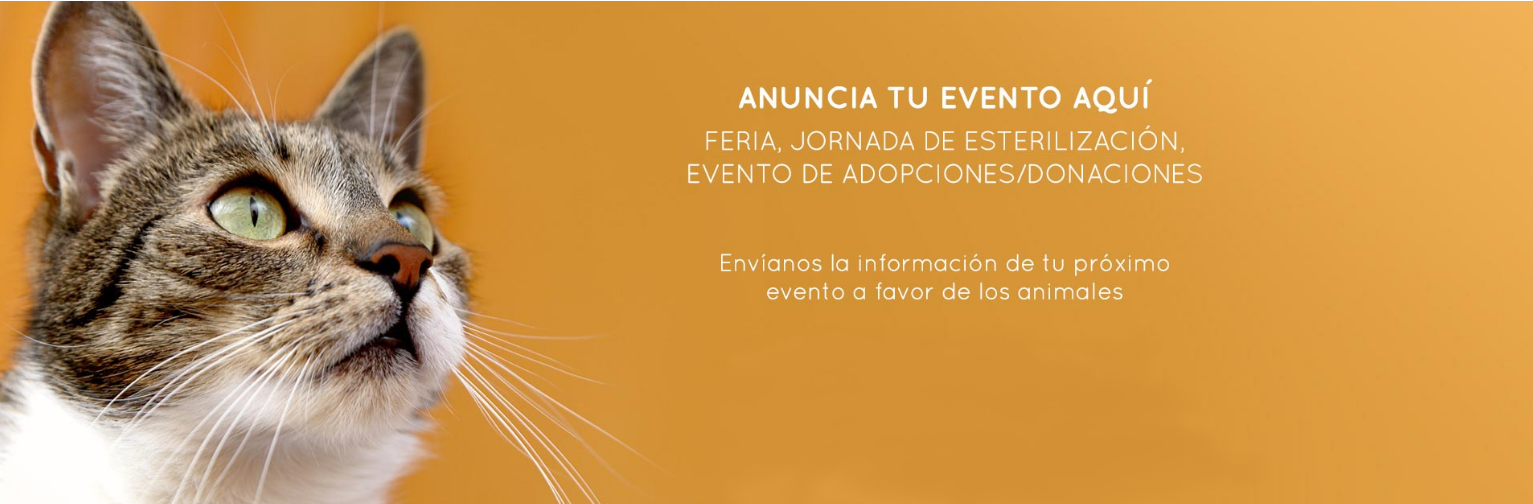 ANUNCIA TU EVENTO AQUÍ
FERIA, JORNADA DE ESTERILIZACIÓN,
EVENTO DE ADOPCIONES/DONACIONES
Envíanos la información de tu próximo
evento a favor de los animales